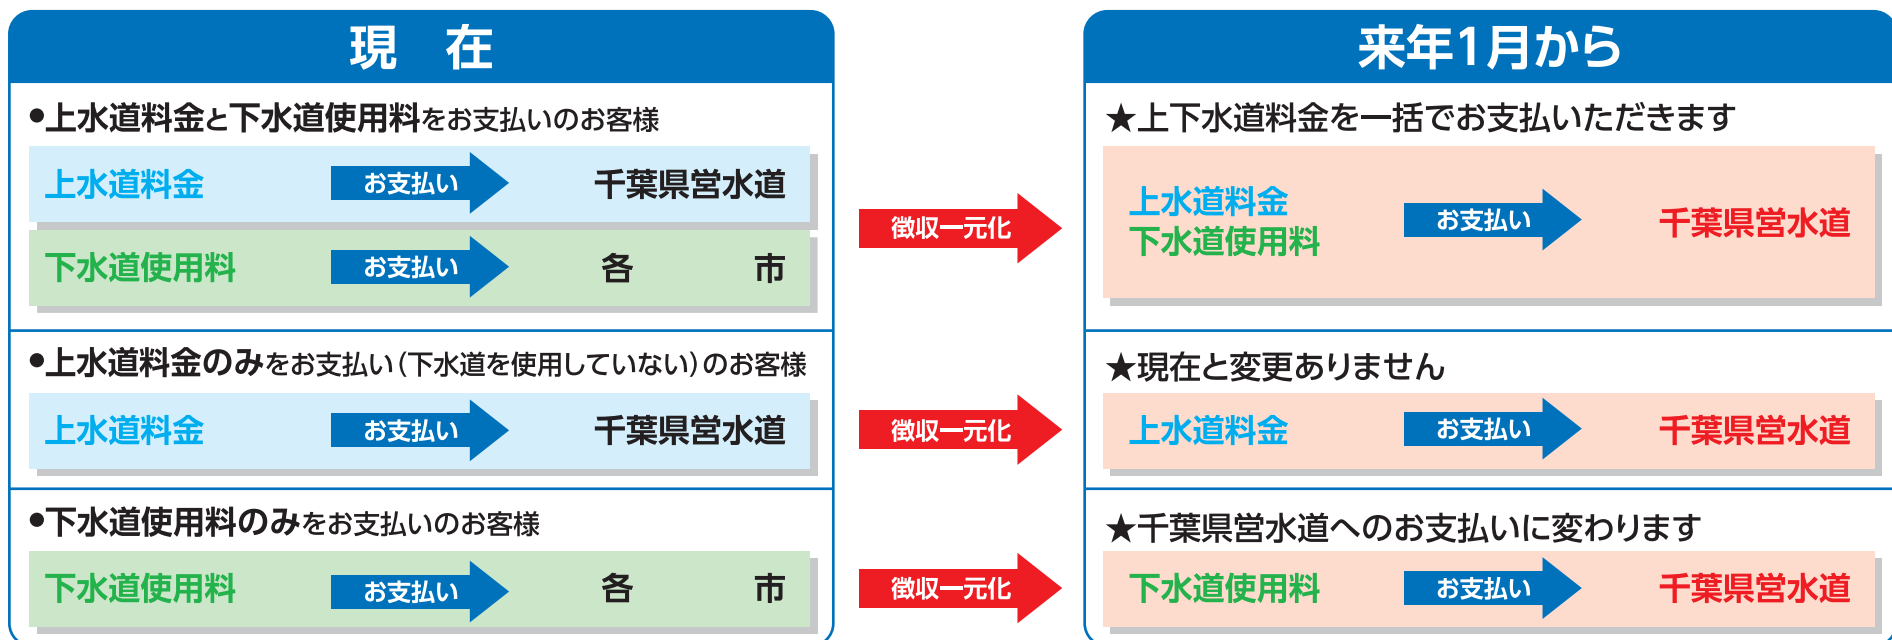 現 在
●上水道料金と下水道使用料をお支払いのお客様
上水道料金 お支払い 千葉県営水道
下水道使用料 お支払い 各 市
●上水道料金のみをお支払い(下水道を使用していない)のお客様
上水道料金 お支払い 千葉県営水道
●下水道使用料のみをお支払いのお客様
下水道使用料 お支払い 各 市
徴収一元化
徴収一元化
徴収一元化
来年1月から
★上下水道料金を一括でお支払いただきます
上水道料金
下水道使用料
お支払い 千葉県営水道
★現在と変更ありません
上水道料金 お支払い 千葉県営水道
★千葉県営水道へのお支払いに変わります
下水道使用料 お支払い 千葉県営水道